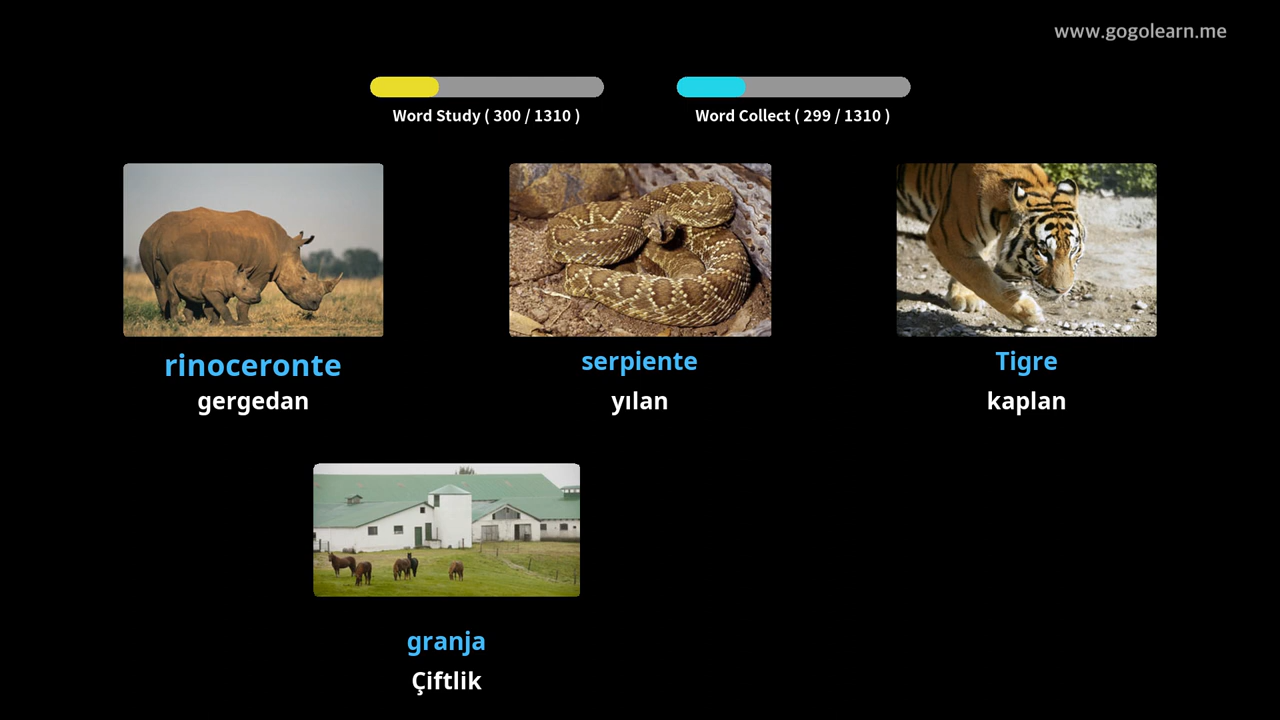 www.gogolearn.me
Word Study ( 300 / 1310 )
Word Collect ( 299 / 1310 )
rinoceronte
gergedan
serpiente
yılan
Tigre
kaplan
granja
Çiftlik